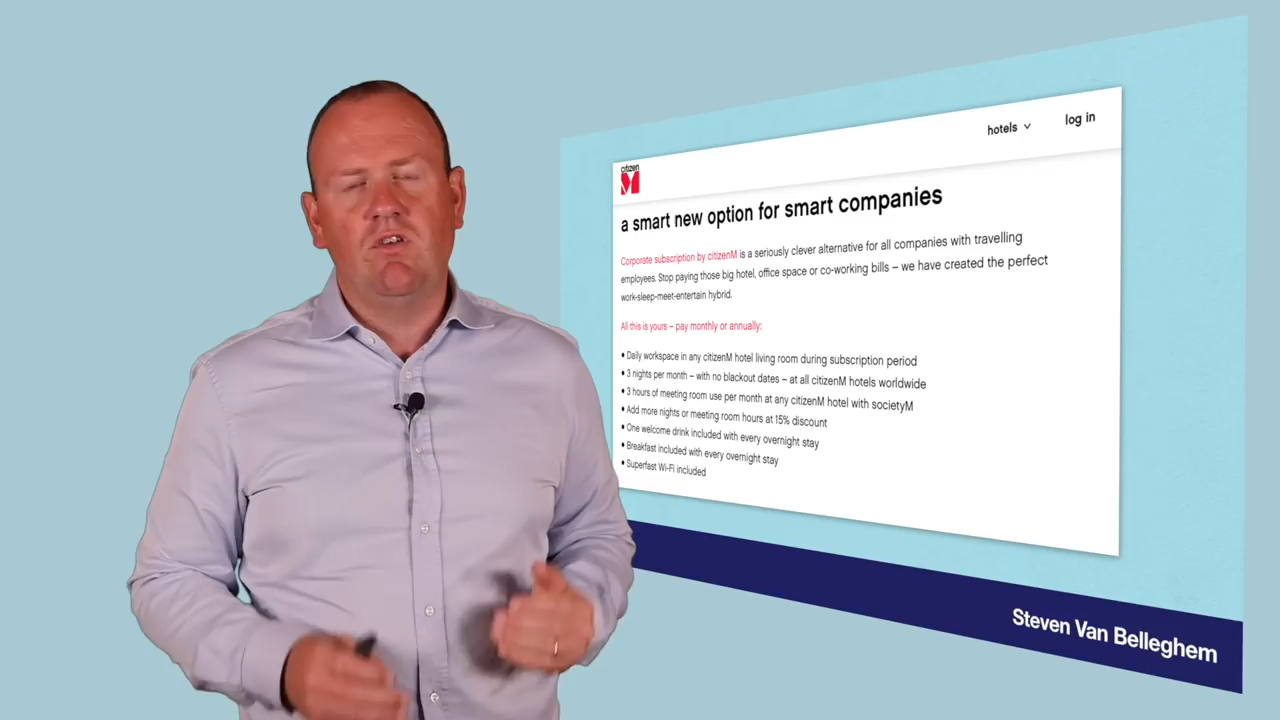 hotels
log in
citizen
M
a smart new option for smart companies
Corporate subscription by citizenM is a seriously clever alternative for all companies with travelling
employees. Stop paying those big hotel, office space or co-working bills – we have created the perfect
work-sleep-meet-entertain hybrid.
All this is yours – pay monthly or annually:
• Daily workspace in any citizenM hotel living room during subscription period
• 3 nights per month – with no blackout dates – at all citizenM hotels worldwide
• 3 hours of meeting room use per month at any citizenM hotel with societyM
• Add more nights or meeting room hours at 15% discount
• One welcome drink included with every overnight stay
• Breakfast included with every overnight stay
• Superfast Wi-Fi included
Steven Van Belleghem